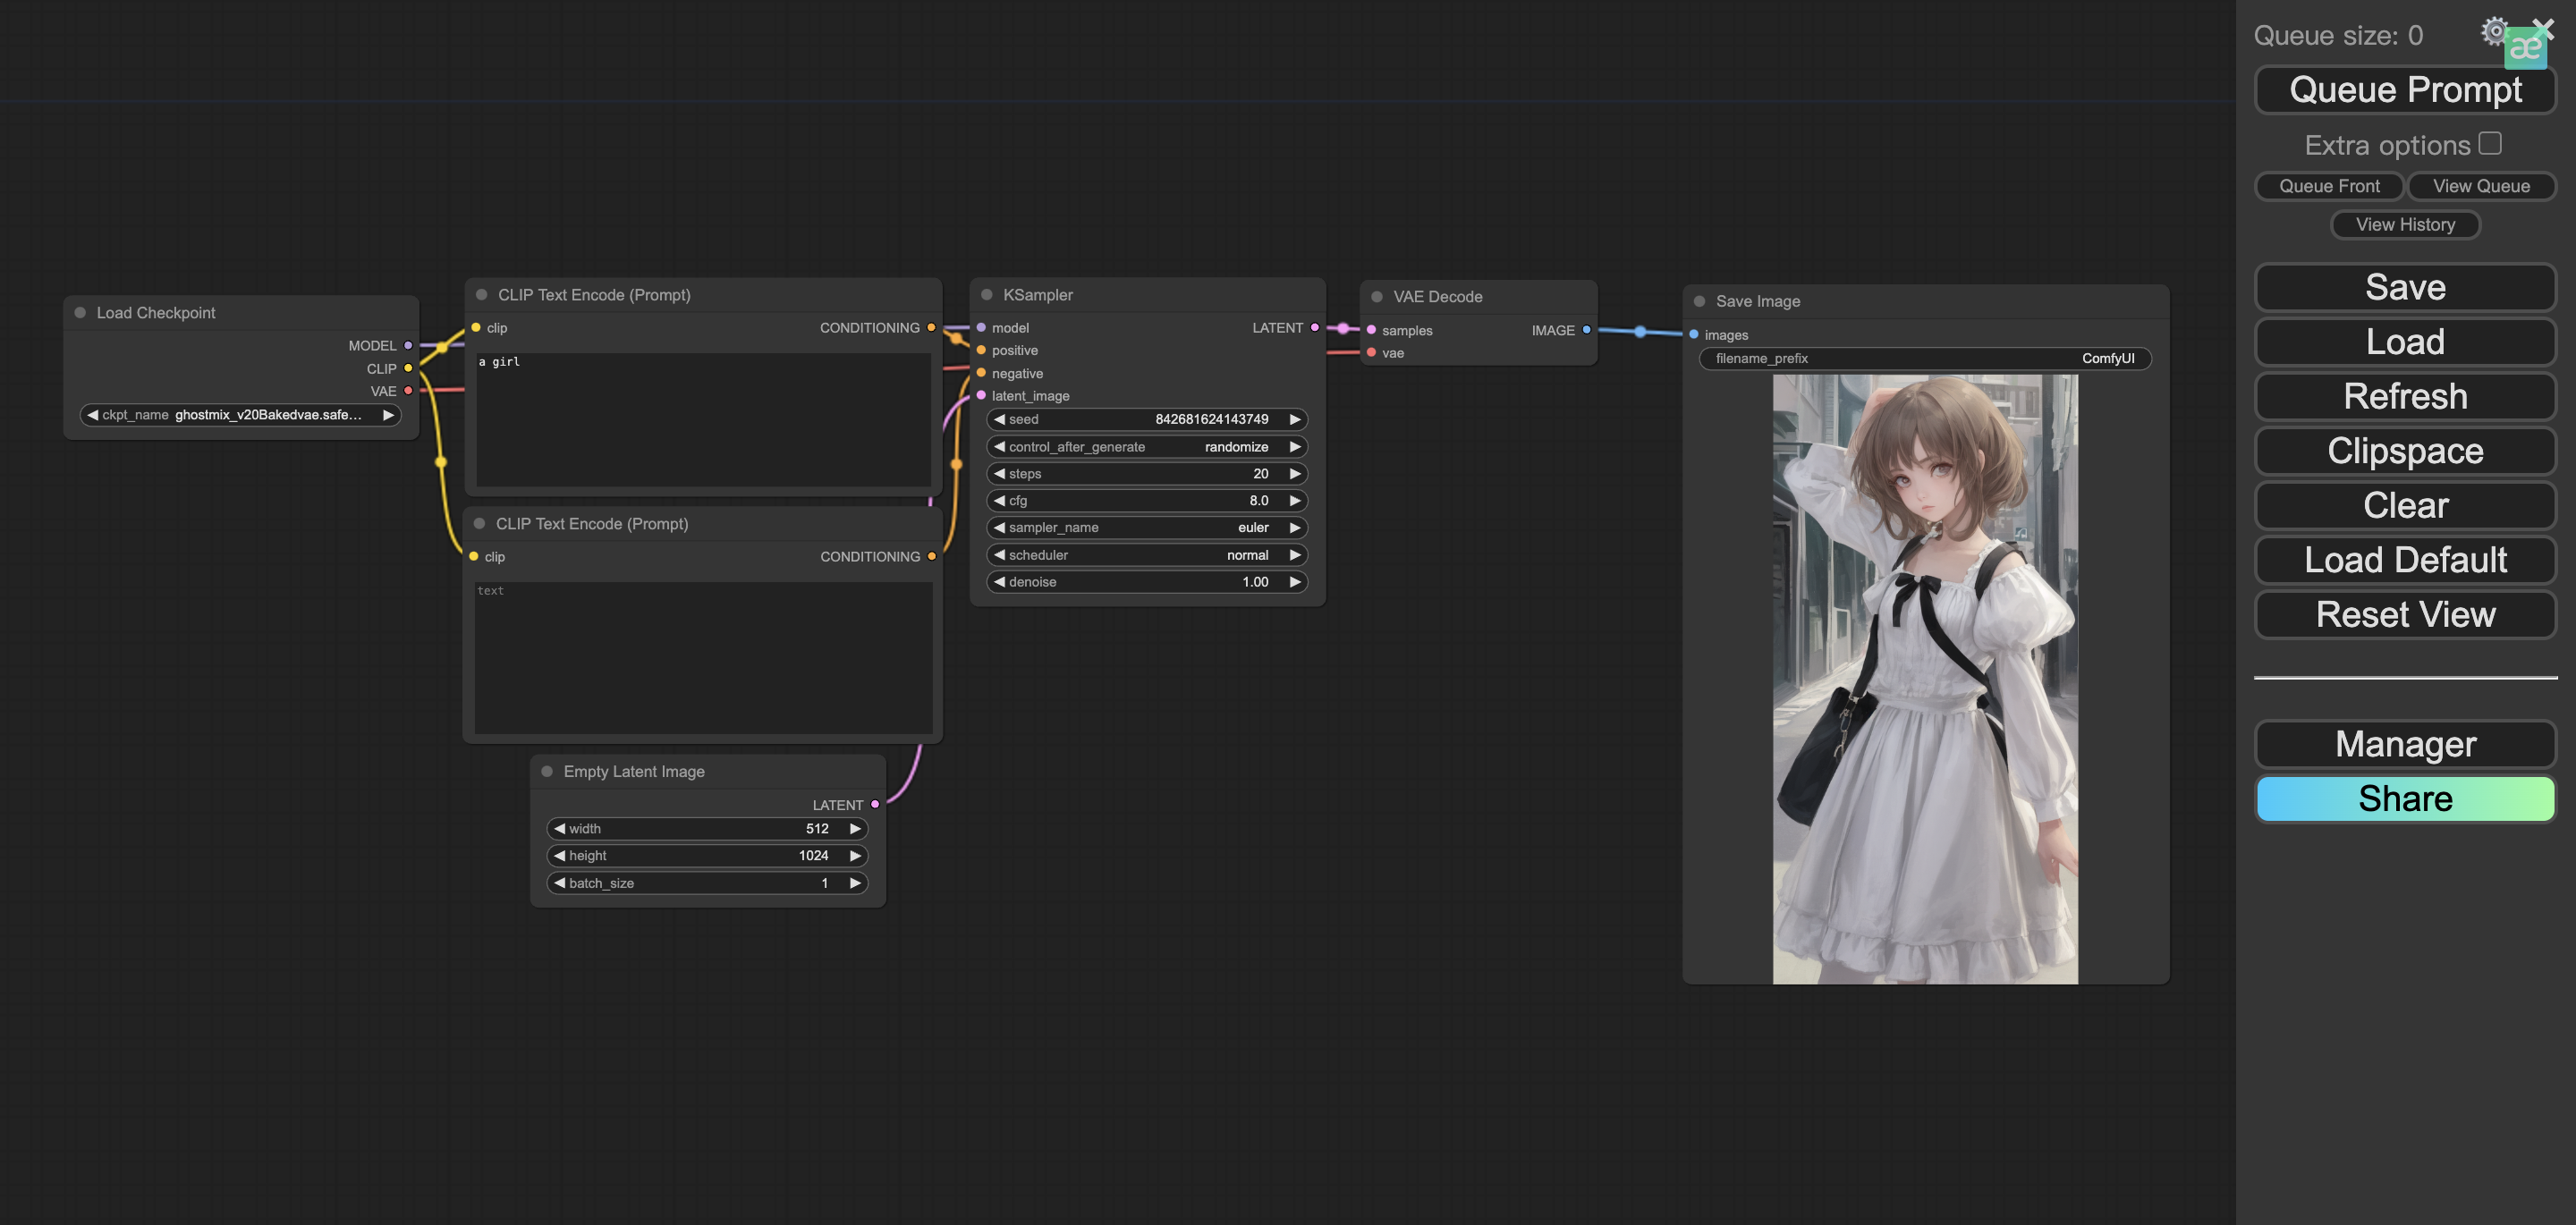 Load Checkpoint
MODEL
CLIP
VAE
ckpt_name ghostmix_v20Bakedvae.safe...
CLIP Text Encode (Prompt)
clip CONDITIONING
a girl
CLIP Text Encode (Prompt)
clip CONDITIONING
text
Empty Latent Image
LATENT
width 512
height 1024
batch_size 1
KSampler
model LATENT
positive
negative
latent_image
seed 842681624143749
control_after_generate randomize
steps 20
cfg 8.0
sampler_name euler
scheduler normal
denoise 1.00
VAE Decode
samples IMAGE
vae
Save Image
images
filename_prefix ComfyUI
Queue size: 0
æ
Queue Prompt
Extra options
Queue Front View Queue
View History
Save
Load
Refresh
Clipspace
Clear
Load Default
Reset View
Manager
Share